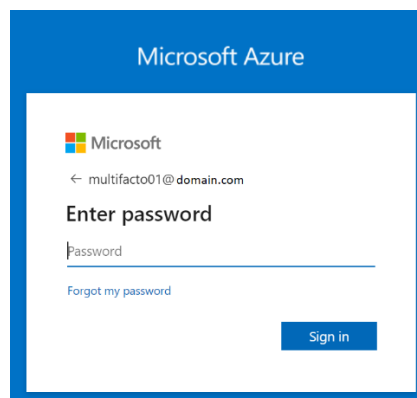 Microsoft Azure
Microsoft
← multifacto01@domain.com
Enter password
Password
Forgot my password
Sign in